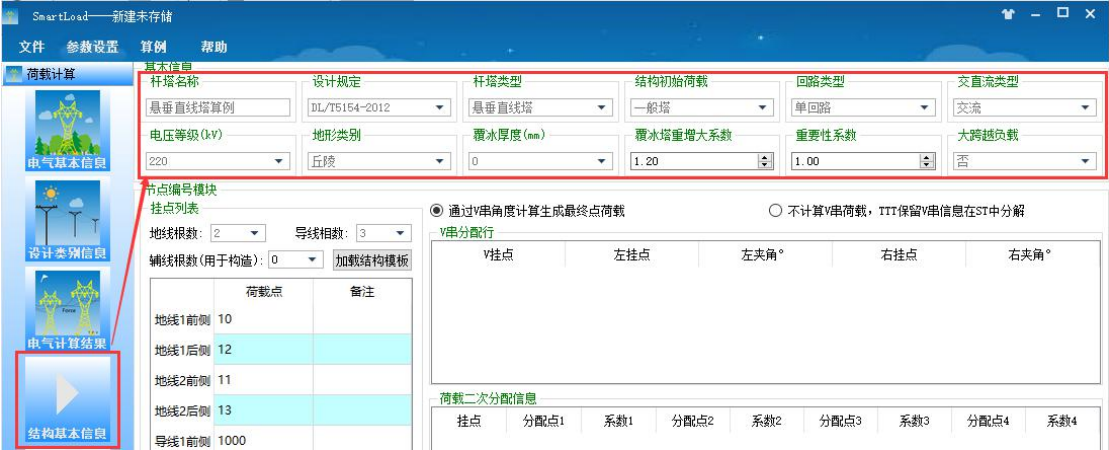 SmartLoad——新建未存储
文件 参数设置 算例 帮助
荷载计算
基本信息
杆塔名称 设计规定 杆塔类型 结构初始荷载 回路类型 交直流类型
悬垂直线塔算例 DL/T5154-2012 悬垂直线塔 一般塔 单回路 交流
电压等级(kV) 地形类别 覆冰厚度(mm) 覆冰塔重增大系数 重要性系数 大跨越负载
220 丘陵 0 1.20 1.00 否
电气基本信息
设计类别信息
Force
电气计算结果
结构基本信息
节点编号模块
挂点列表
地线根数: 2 导线相数: 3
辅线根数(用于构造): 0 加载结构模板
荷载点 备注
地线1前侧 10
地线1后侧 12
地线2前侧 11
地线2后侧 13
导线1前侧 1000
通过V串角度计算生成最终点荷载 不计算V串荷载，TTT保留V串信息在ST中分解
V串分配行
V挂点 左挂点 左夹角° 右挂点 右夹角°
荷载二次分配信息
挂点 分配点1 系数1 分配点2 系数2 分配点3 系数3 分配点4 系数4